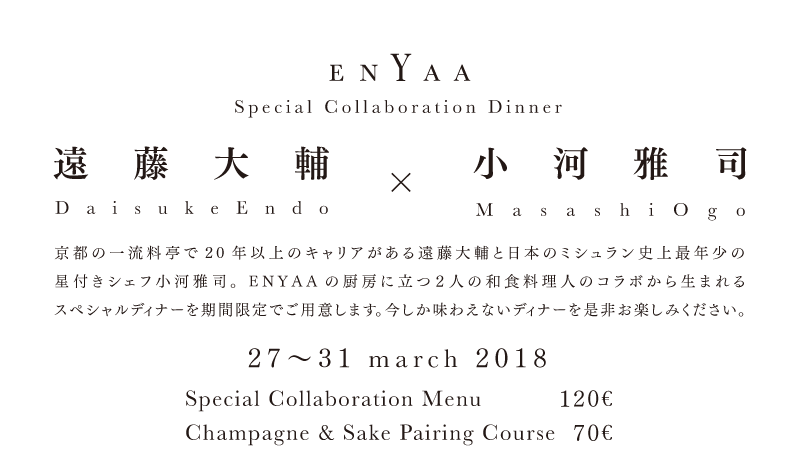 ENYAA
Special Collaboration Dinner
遠藤大輔 × 小河雅司
DaisukeEndo MasashiOgo
京都の一流料亭で20年以上のキャリアがある遠藤大輔と日本のミシュラン史上最年少の
星付きシェフ小河雅司。ENYAAの厨房に立つ2人の和食料理人のコラボから生まれる
スペシャルディナーを期間限定でご用意します。今しか味わえないディナーを是非お楽しみください。
27〜31 march 2018
Special Collaboration Menu 120€
Champagne & Sake Pairing Course 70€